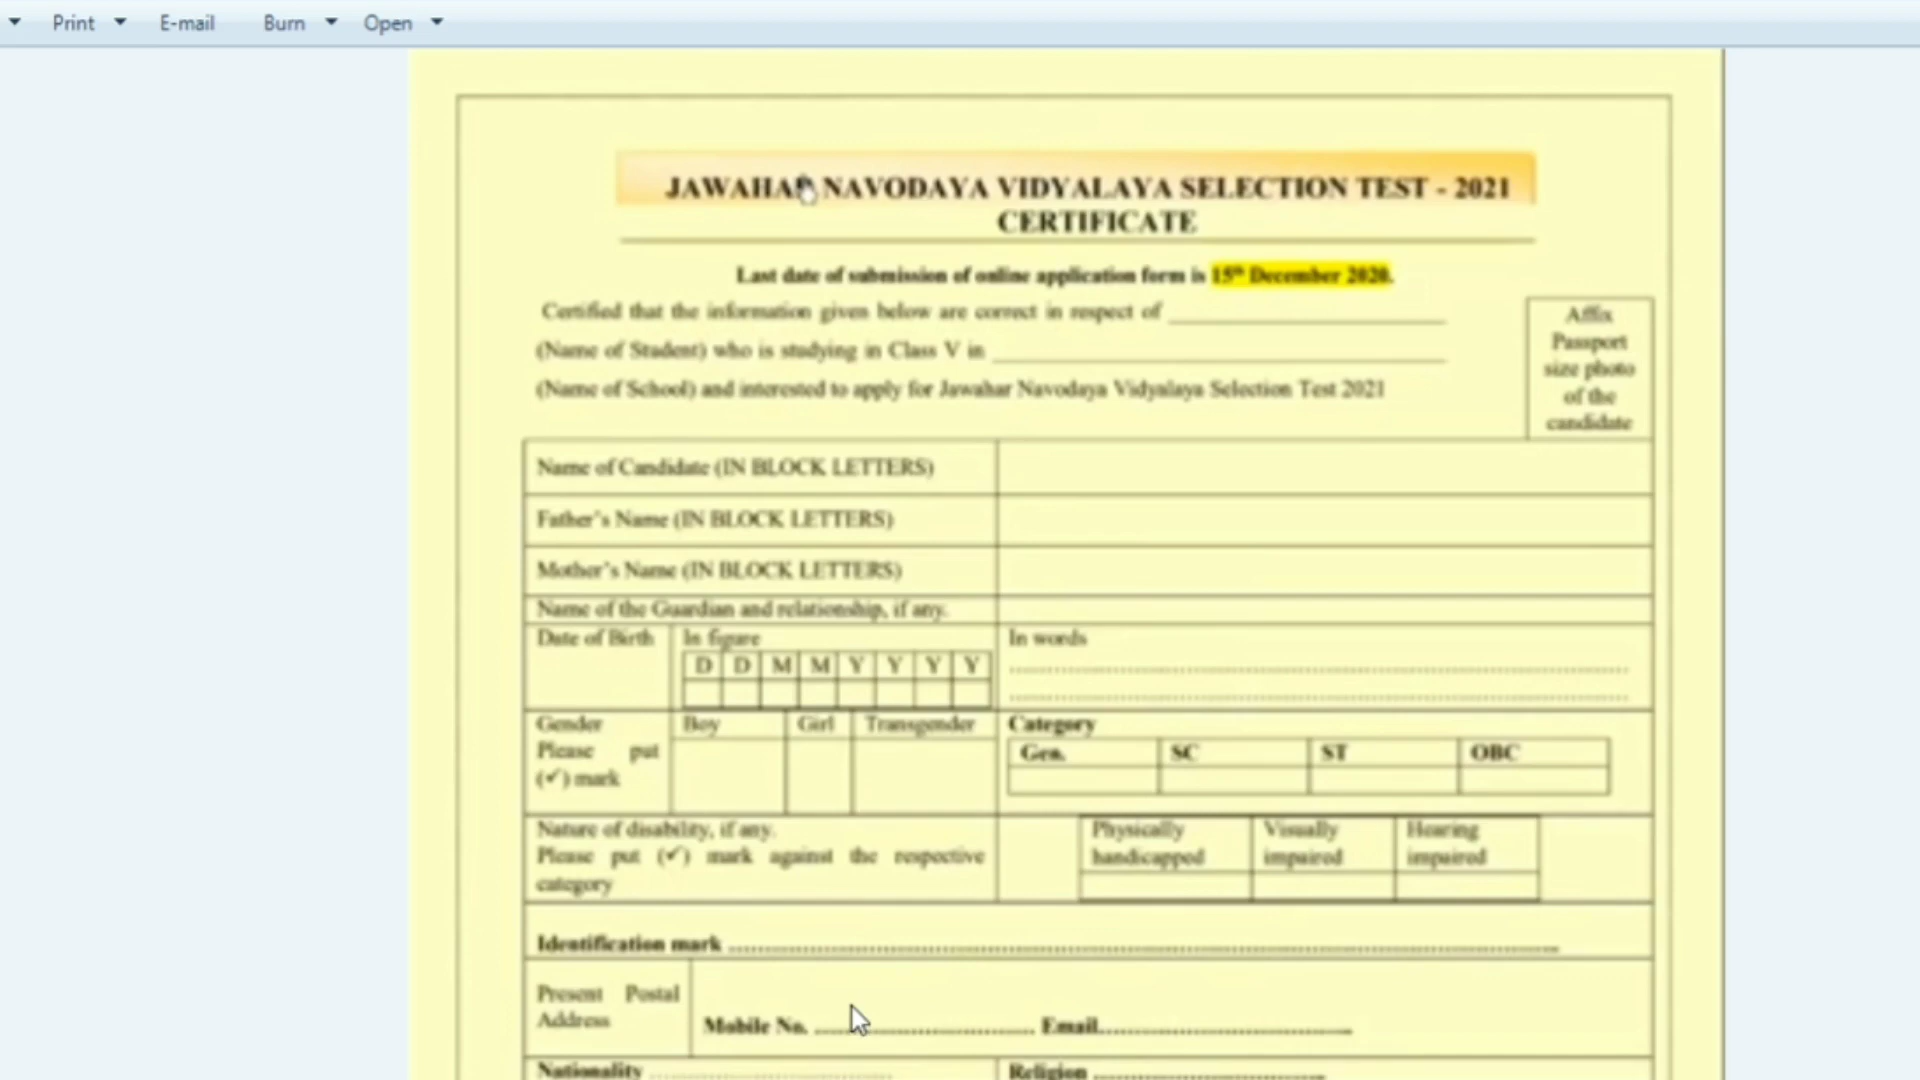 Print E-mail Burn Open
JAWAHAR NAVODAYA VIDYALAYA SELECTION TEST - 2021
CERTIFICATE
Last date of submission of online application form is 15th December 2020.
Certified that the information given below are correct in respect of
(Name of Student) who is studying in Class V in
(Name of School) and interested to apply for Jawahar Navodaya Vidyalaya Selection Test 2021
Affix
Passport
size photo
of the
candidate
Name of Candidate (IN BLOCK LETTERS)
Father's Name (IN BLOCK LETTERS)
Mother's Name (IN BLOCK LETTERS)
Name of the Guardian and relationship, if any.
Date of Birth In figure In words
D D M M Y Y Y Y
Gender Boy Girl Transgender Category
Please put
(✓) mark
Gen. SC ST OBC
Nature of disability, if any.
Please put (✓) mark against the respective
category
Physically
handicapped
Visually
impaired
Hearing
impaired
Identification mark
Present Postal
Address
Mobile No. Email
Nationality Religion